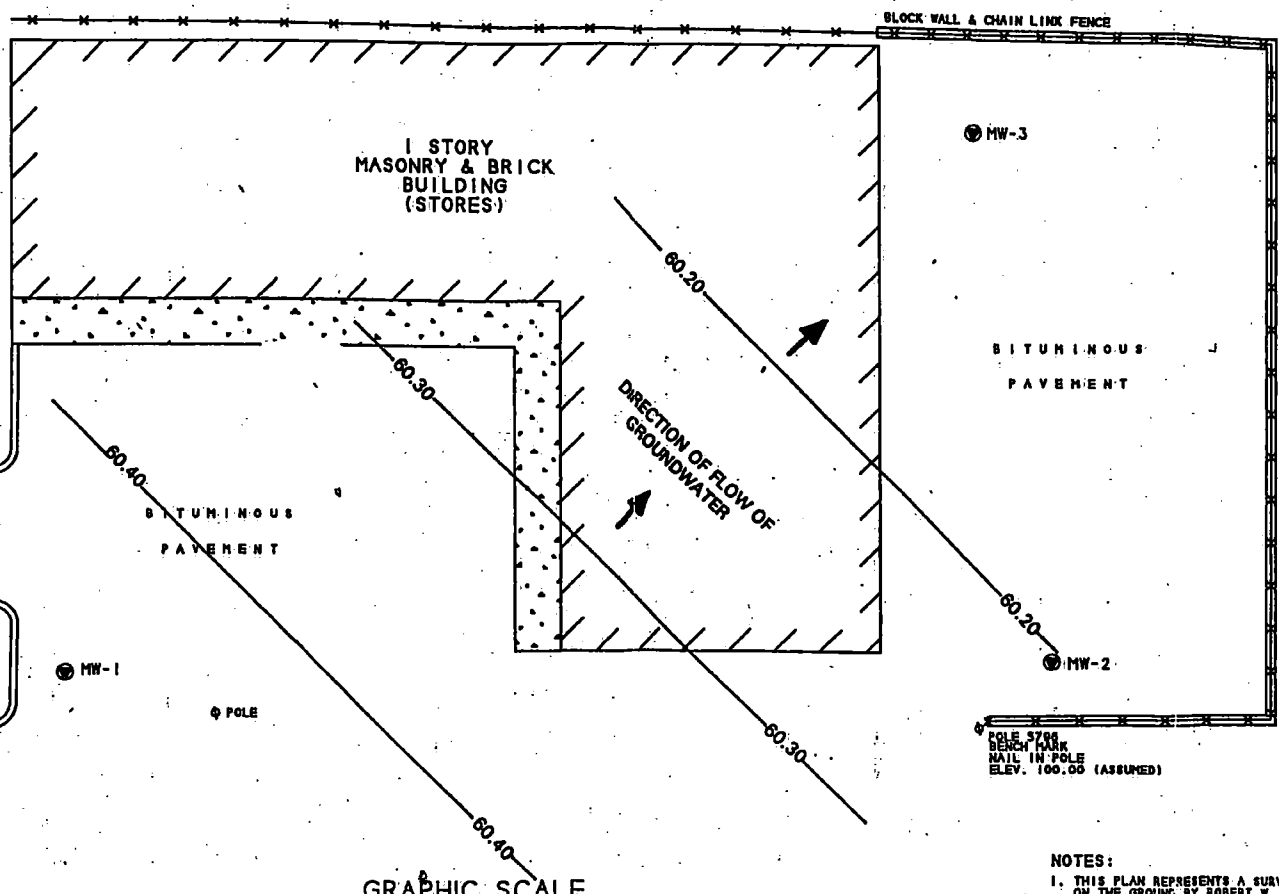 BLOCK WALL & CHAIN LINK FENCE
1 STORY
MASONRY & BRICK
BUILDING
(STORES)
MW-3
60.20
BITUMINOUS
PAVEMENT
60.30
DIRECTION OF FLOW OF
GROUNDWATER
60.40
BITUMINOUS
PAVEMENT
60.20
MW-2
MW-1
POLE
POLE 3796
BENCH MARK
NAIL IN POLE
ELEV. 100.00 (ASSUMED)
60.30
60.40
GRAPHIC SCALE
NOTES:
1. THIS PLAN REPRESENTS A
ON THE GROUND BY ROBERT W.